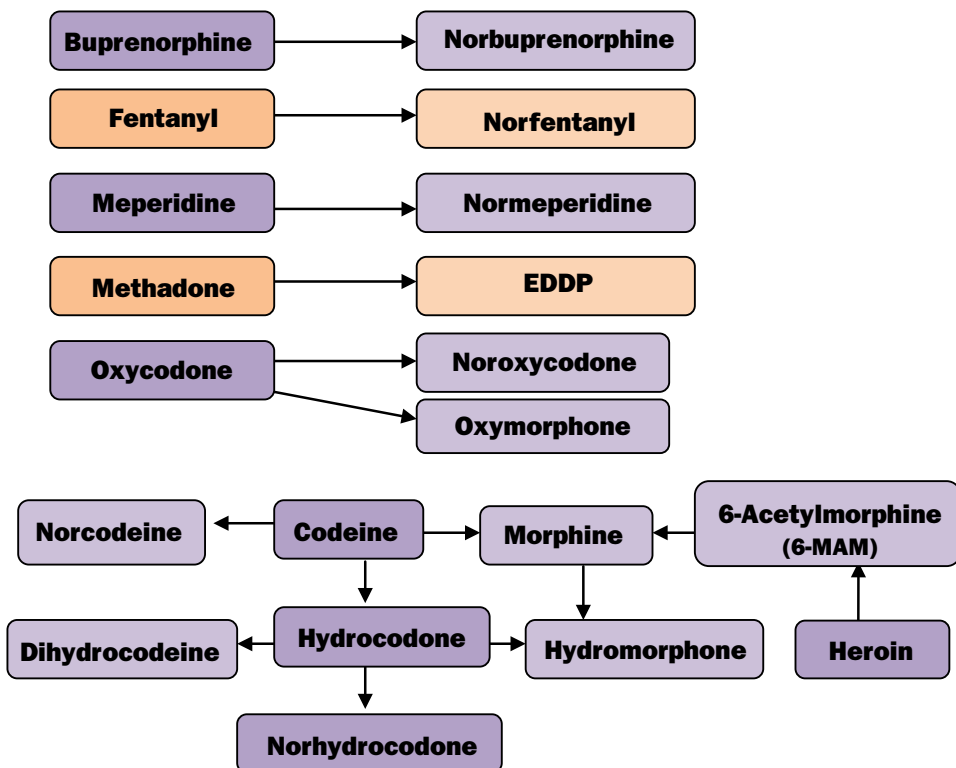 Buprenorphine
Norbuprenorphine
Fentanyl
Norfentanyl
Meperidine
Normeperidine
Methadone
EDDP
Oxycodone
Noroxycodone
Oxymorphone
Norcodeine
Codeine
Morphine
6-Acetylmorphine
(6-MAM)
Dihydrocodeine
Hydrocodone
Hydromorphone
Heroin
Norhydrocodone